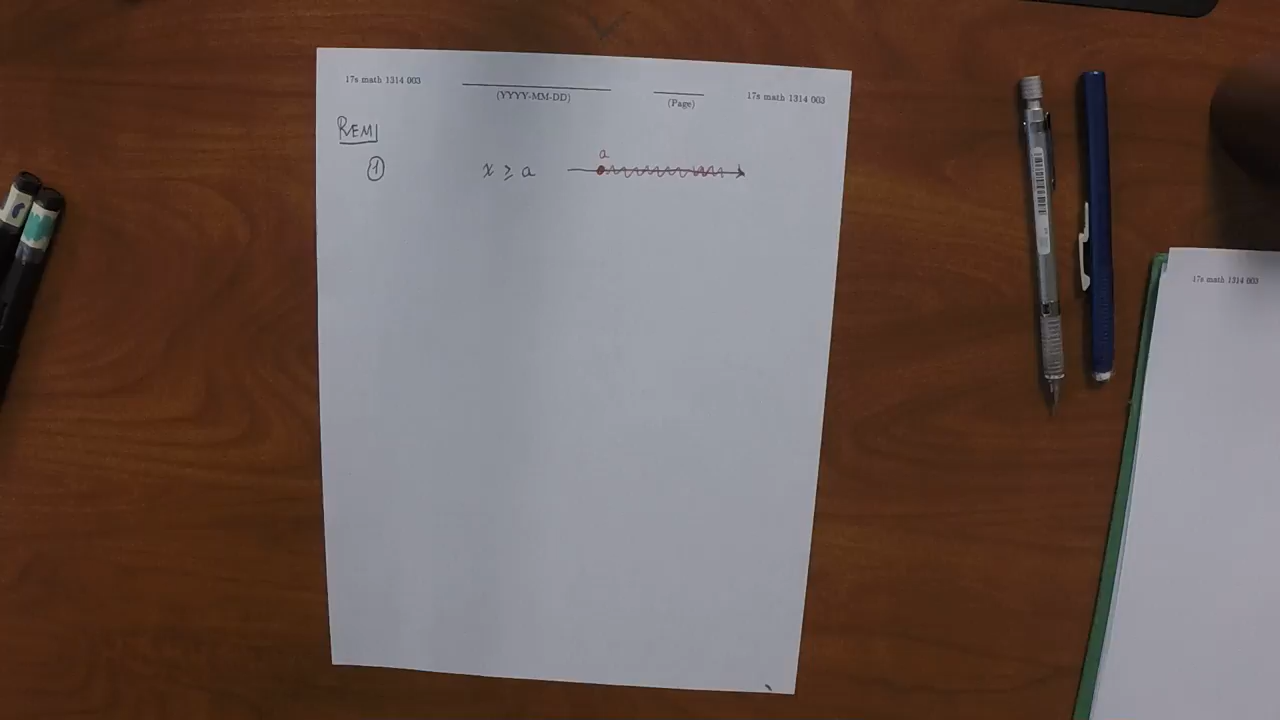 17s math 1314 003
(YYYY-MM-DD)
(Page)
17s math 1314 003
REM
① x ≥ a
a
17s math 1314 003